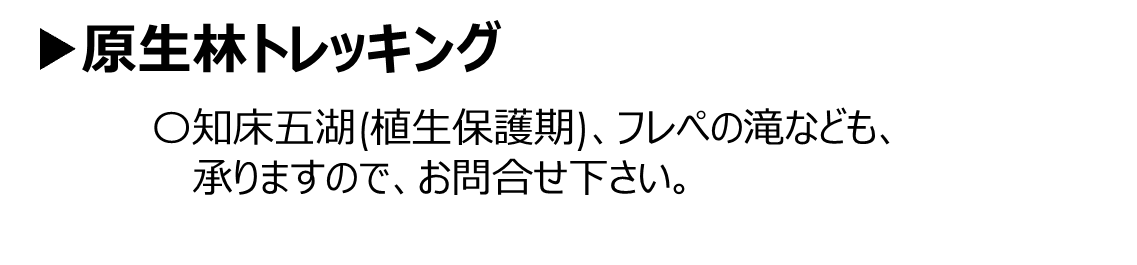 ▶原生林トレッキング
〇知床五湖(植生保護期)、フレペの滝なども、
承りますので、お問合せ下さい。